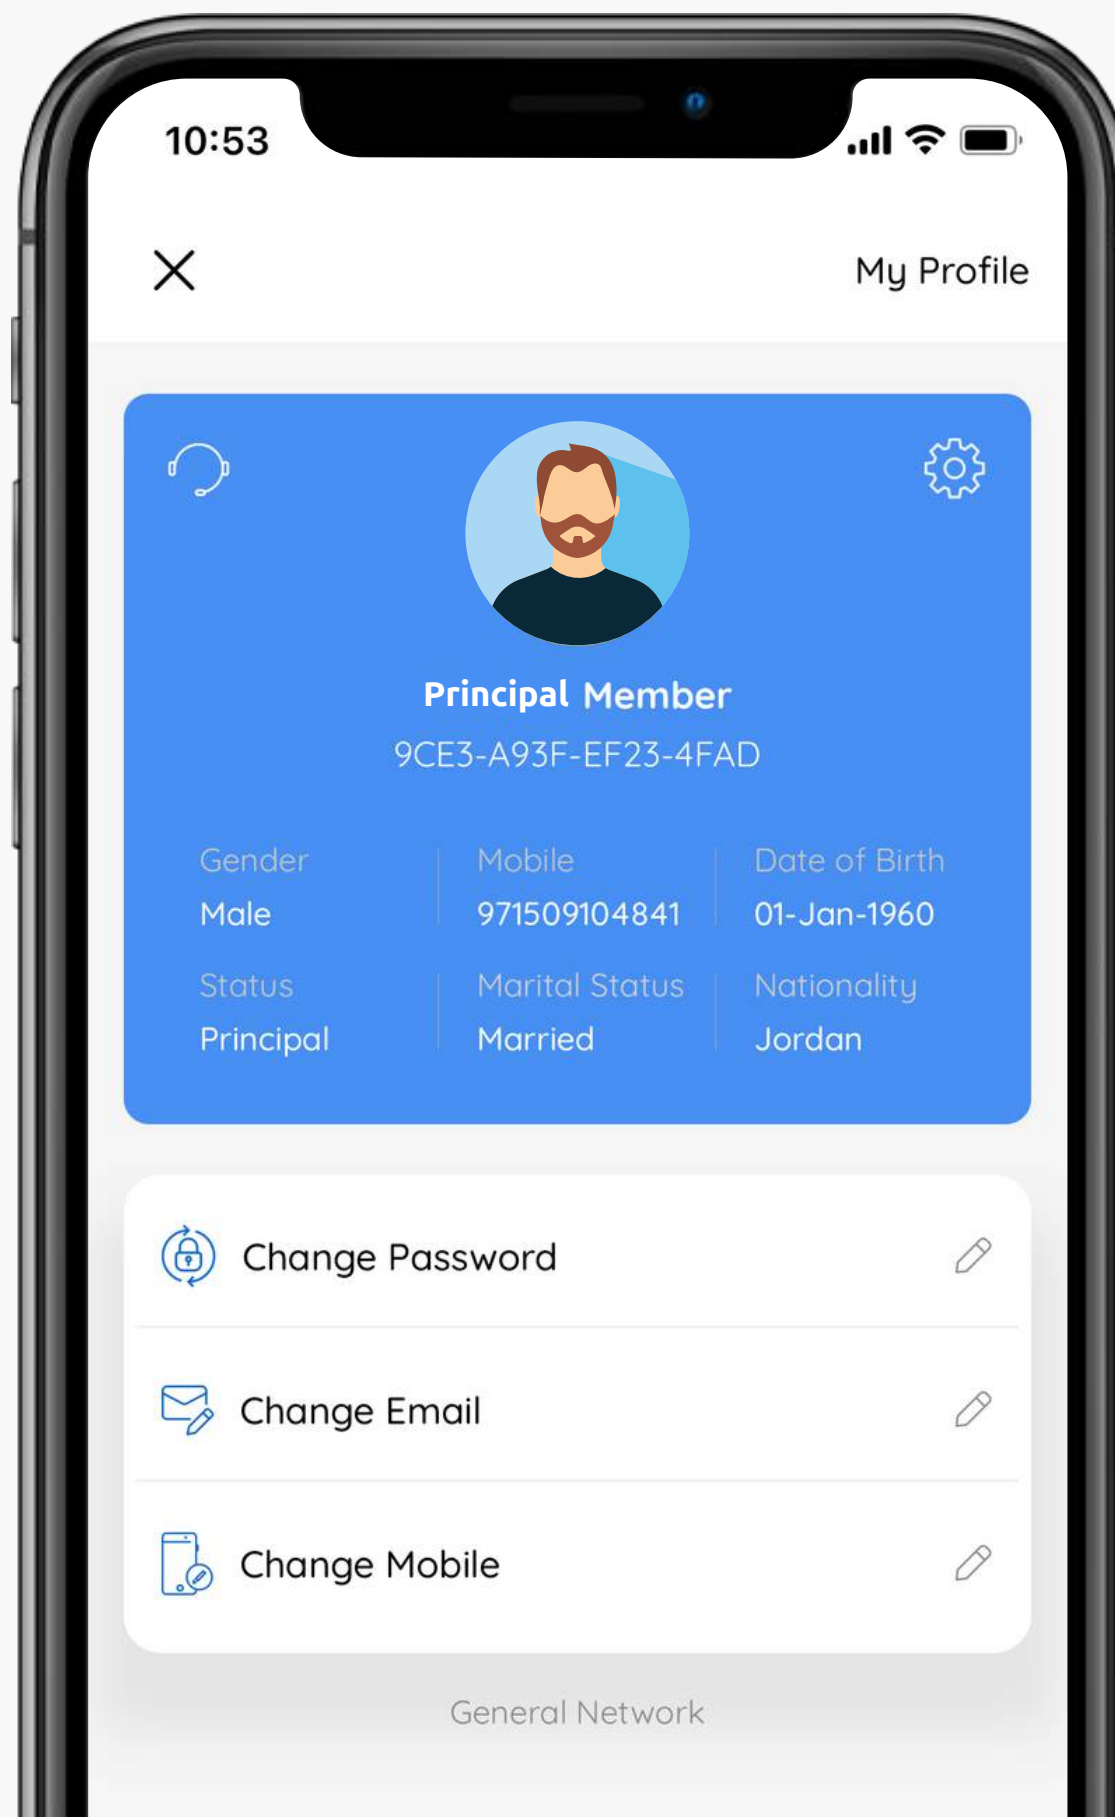 10:53
My Profile
Principal Member
9CE3-A93F-EF23-4FAD
Gender Mobile Date of Birth
Male 971509104841 01-Jan-1960
Status Marital Status Nationality
Principal Married Jordan
Change Password
Change Email
Change Mobile
General Network